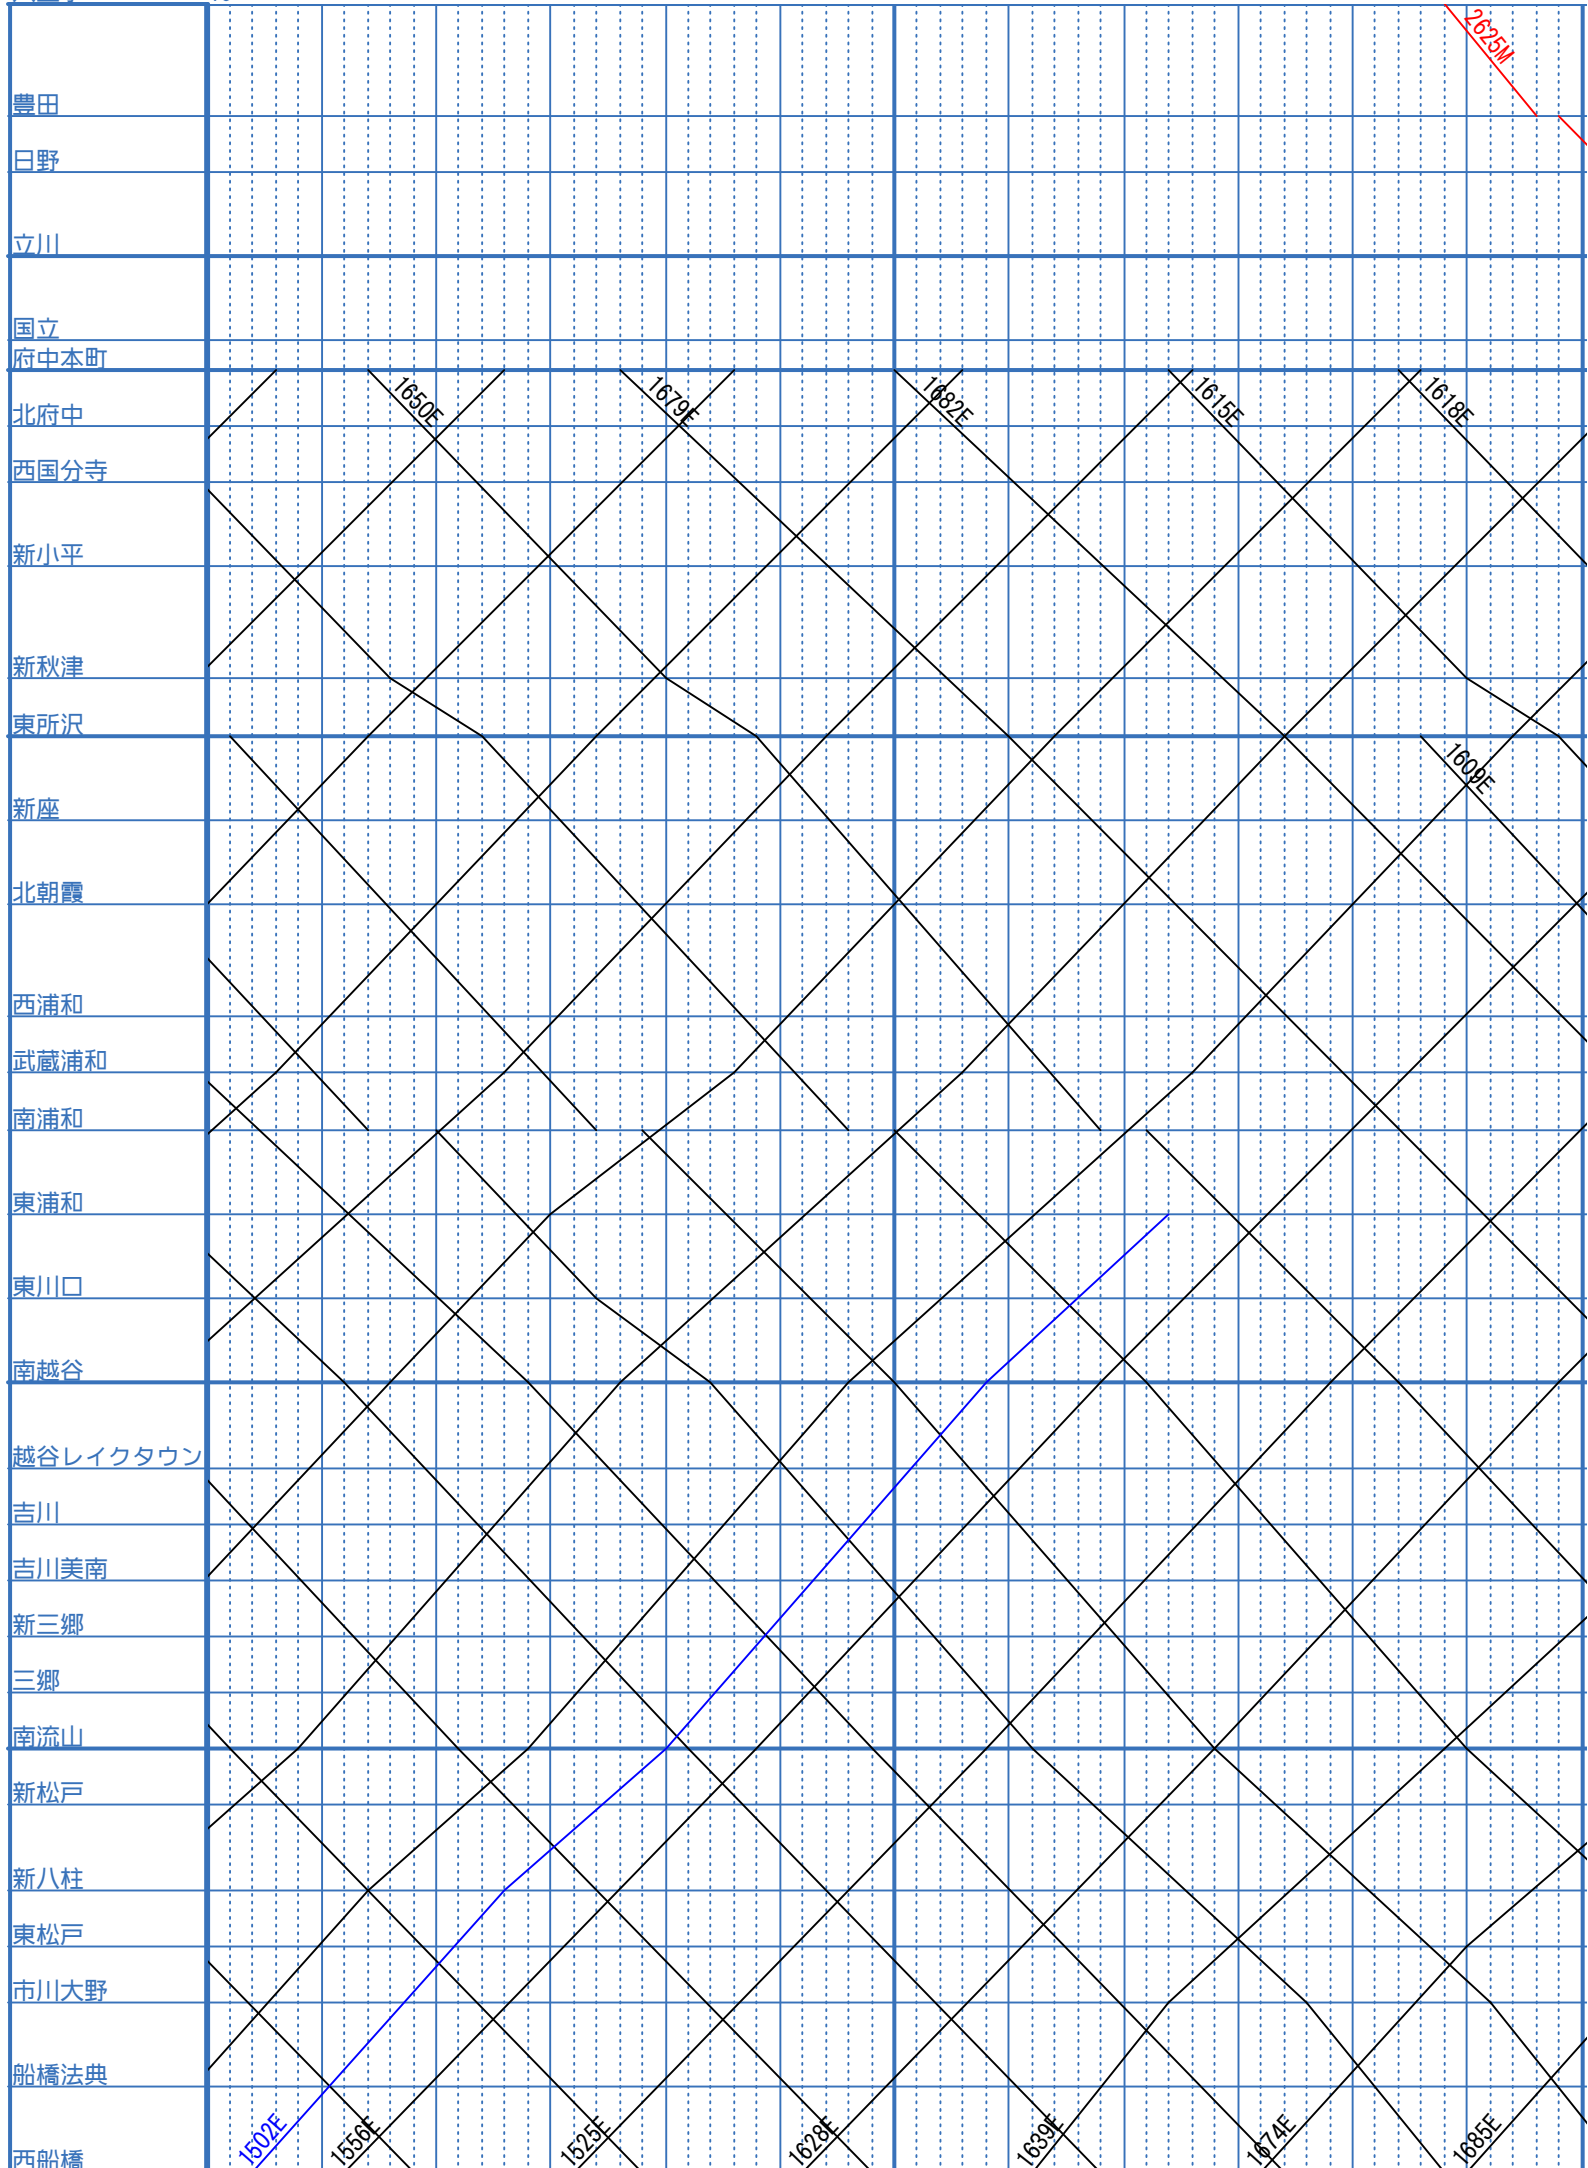 2625M
豊田
日野
立川
国立
府中本町
1650E
1679E
1682E
1615E
1618E
北府中
西国分寺
新小平
新秋津
東所沢
1609E
新座
北朝霞
西浦和
武蔵浦和
南浦和
東浦和
東川口
南越谷
越谷レイクタウン
吉川
吉川美南
新三郷
三郷
南流山
新松戸
新八柱
東松戸
市川大野
船橋法典
1502E
1556E
1525E
1628E
1639E
1674E
1685E
西船橋